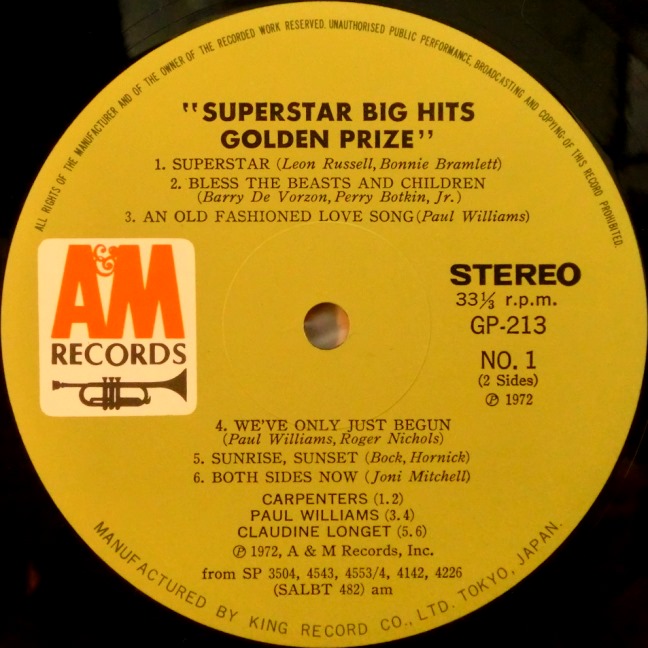 ALL RIGHTS OF THE MANUFACTURER AND OF THE OWNER OF THE RECORDED WORK RESERVED. UNAUTHORISED PUBLIC PERFORMANCE, BROADCASTING AND COPYING OF THIS RECORD PROHIBITED.
"SUPERSTAR BIG HITS
GOLDEN PRIZE"
1. SUPERSTAR (Leon Russell, Bonnie Bramlett)
2. BLESS THE BEASTS AND CHILDREN
(Barry De Vorzon, Perry Botkin, Jr.)
3. AN OLD FASHIONED LOVE SONG (Paul Williams)
A&M
RECORDS
STEREO
33⅓ r.p.m.
GP-213
NO. 1
(2 Sides)
℗ 1972
4. WE'VE ONLY JUST BEGUN
(Paul Williams, Roger Nichols)
5. SUNRISE, SUNSET (Bock, Hornick)
6. BOTH SIDES NOW (Joni Mitchell)
CARPENTERS (1.2)
PAUL WILLIAMS (3.4)
CLAUDINE LONGET (5.6)
℗ 1972, A & M Records, Inc.
from SP 3504, 4543, 4553/4, 4142, 4226
(SALBT 482) am
MANUFACTURED BY KING RECORD CO., LTD. TOKYO, JAPAN.